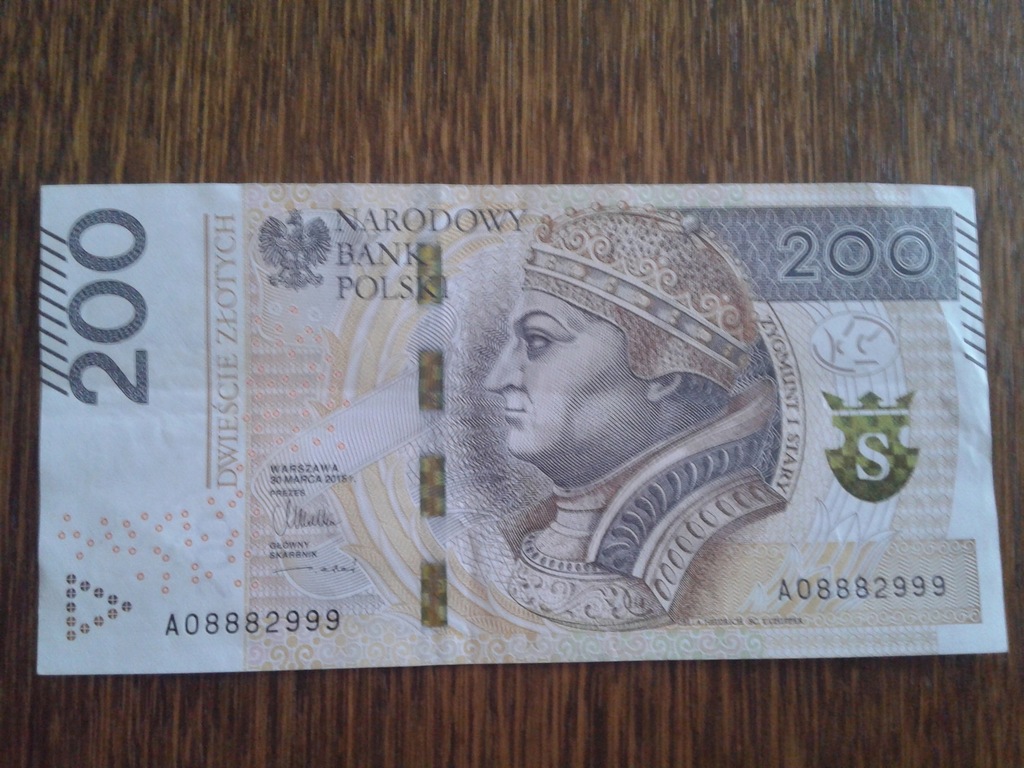 200
DWIEŚCIE ZŁOTYCH
NARODOWY
BANK
POLSKI
200
ZYGMUNT I STARY
S
WARSZAWA
30 MARCA 2015 r.
PREZES
GŁÓWNY
SKARBNIK
A08882999
A08882999